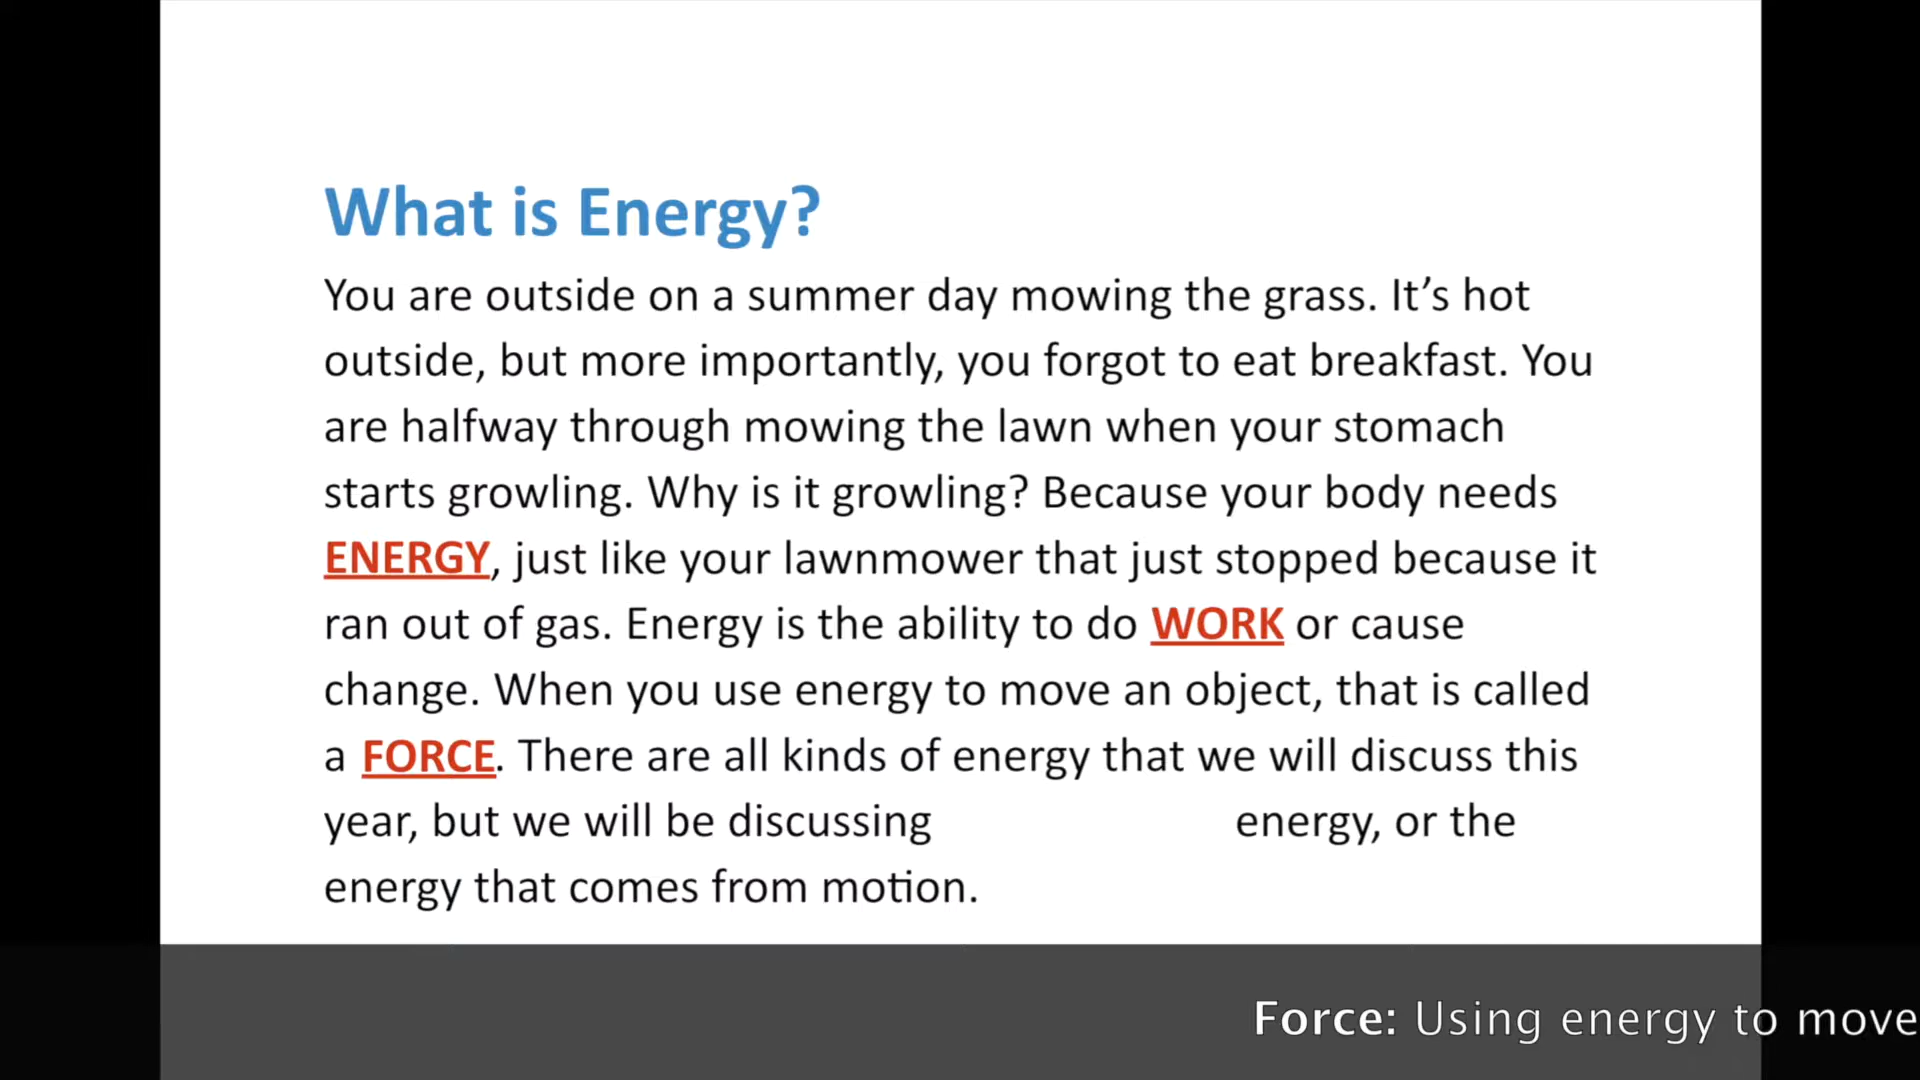 What is Energy?
You are outside on a summer day mowing the grass. It’s hot
outside, but more importantly, you forgot to eat breakfast. You
are halfway through mowing the lawn when your stomach
starts growling. Why is it growling? Because your body needs
ENERGY, just like your lawnmower that just stopped because it
ran out of gas. Energy is the ability to do WORK or cause
change. When you use energy to move an object, that is called
a FORCE. There are all kinds of energy that we will discuss this
year, but we will be discussing energy, or the
energy that comes from motion.
Force: Using energy to move